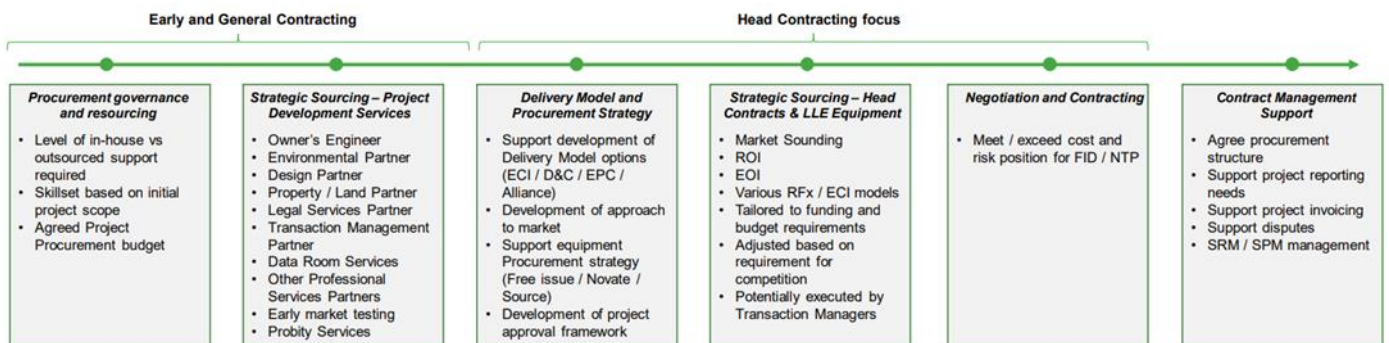 Early and General Contracting
Head Contracting focus
Procurement governance
and resourcing
• Level of in-house vs
outsourced support
required
• Skillset based on initial
project scope
• Agreed Project
Procurement budget
Strategic Sourcing – Project
Development Services
• Owner's Engineer
• Environmental Partner
• Design Partner
• Property / Land Partner
• Legal Services Partner
• Transaction Management
Partner
• Data Room Services
• Other Professional
Services Partners
• Early market testing
• Probity Services
Delivery Model and
Procurement Strategy
• Support development of
Delivery Model options
(ECI / D&C / EPC /
Alliance)
• Development of approach
to market
• Support equipment
Procurement strategy
(Free issue / Novate /
Source)
• Development of project
approval framework
Strategic Sourcing – Head
Contracts & LLE Equipment
• Market Sounding
• ROI
• EOI
• Various RFx / ECI models
• Tailored to funding and
budget requirements
• Adjusted based on
requirement for
competition
• Potentially executed by
Transaction Managers
Negotiation and Contracting
• Meet / exceed cost and
risk position for FID / NTP
Contract Management
Support
• Agree procurement
structure
• Support project reporting
needs
• Support project invoicing
• Support disputes
• SRM / SPM management